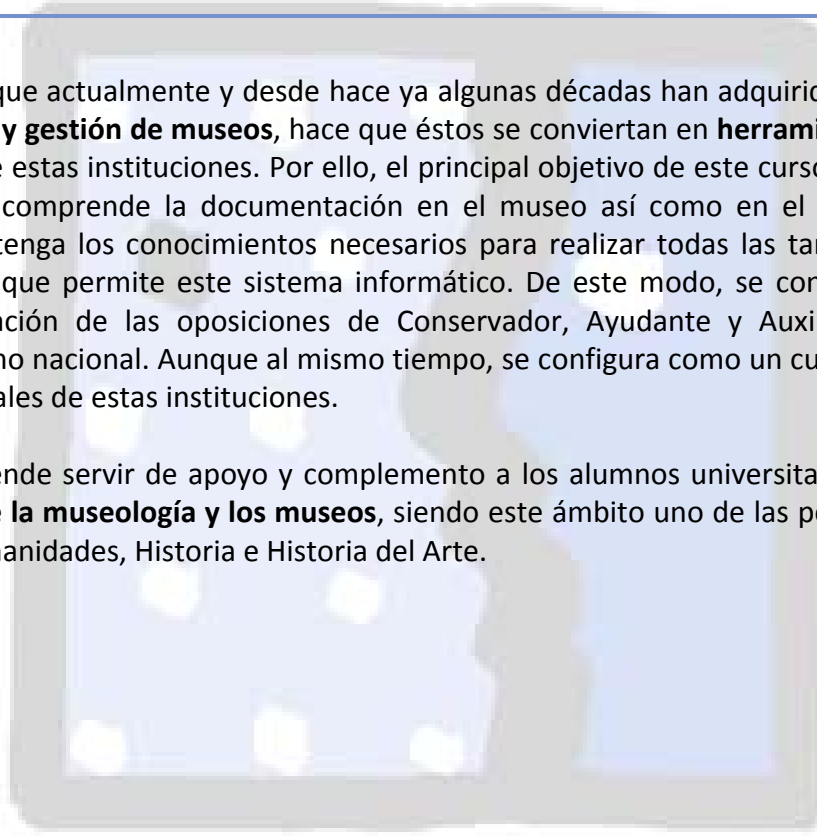 que actualmente y desde hace ya algunas décadas han adquirid
y gestión de museos, hace que éstos se conviertan en herrami
e estas instituciones. Por ello, el principal objetivo de este curso
comprende la documentación en el museo así como en el
tenga los conocimientos necesarios para realizar todas las tar
que permite este sistema informático. De este modo, se con
ación de las oposiciones de Conservador, Ayudante y Auxi
no nacional. Aunque al mismo tiempo, se configura como un cu
ales de estas instituciones.
ende servir de apoyo y complemento a los alumnos universita
e la museología y los museos, siendo este ámbito uno de las po
nanidades, Historia e Historia del Arte.